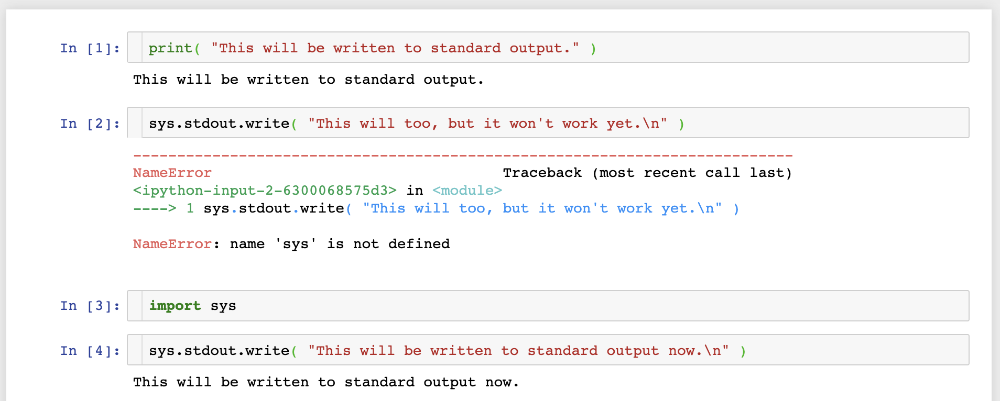 In [1]: print( "This will be written to standard output." )
This will be written to standard output.
In [2]: sys.stdout.write( "This will too, but it won't work yet.\n" )
---------------------------------------------------------------------------
NameError                                 Traceback (most recent call last)
<ipython-input-2-6300068575d3> in <module>
----> 1 sys.stdout.write( "This will too, but it won't work yet.\n" )
NameError: name 'sys' is not defined
In [3]: import sys
In [4]: sys.stdout.write( "This will be written to standard output now.\n" )
This will be written to standard output now.